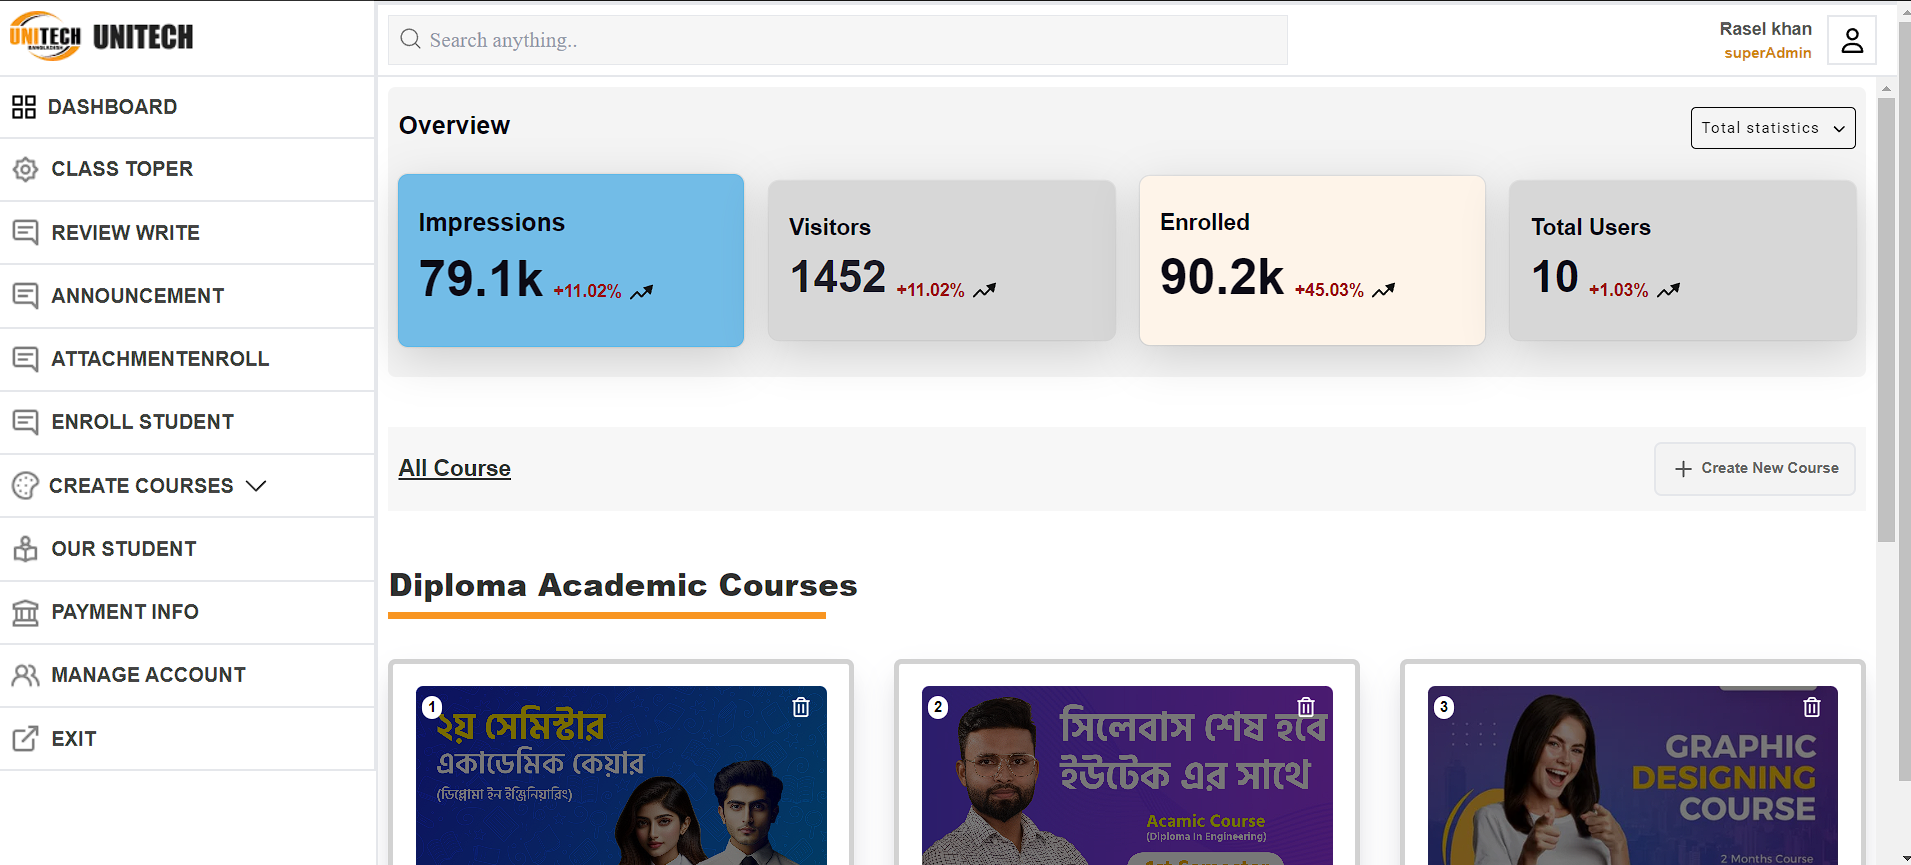 UNITECH
BANGLADESH
UNITECH
Search anything..
Rasel khan
superAdmin
DASHBOARD
CLASS TOPER
REVIEW WRITE
ANNOUNCEMENT
ATTACHMENTENROLL
ENROLL STUDENT
CREATE COURSES
OUR STUDENT
PAYMENT INFO
MANAGE ACCOUNT
EXIT
Overview
Total statistics
Impressions
79.1k +11.02%
Visitors
1452 +11.02%
Enrolled
90.2k +45.03%
Total Users
10 +1.03%
All Course
Create New Course
Diploma Academic Courses
1
২য় সেমিস্টার
একাডেমিক কেয়ার
(ডিপ্লোমা ইন ইঞ্জিনিয়ারিং)
2
সিলেবাস শেষ হবে
ইউটেক এর সাথে
Acamic Course
(Diploma In Engineering)
1st Semester
3
GRAPHIC
DESIGNING
COURSE
2 Months Course